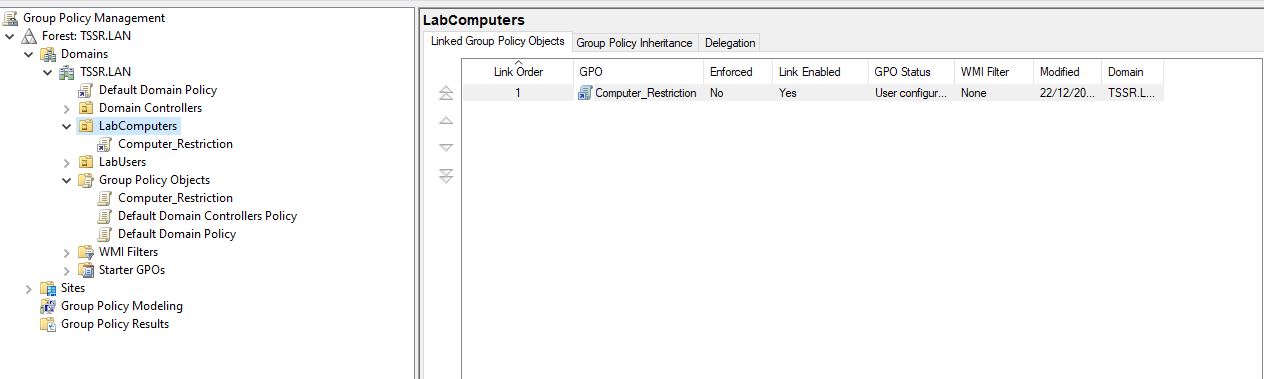 Group Policy Management
Forest: TSSR.LAN
Domains
TSSR.LAN
Default Domain Policy
Domain Controllers
LabComputers
Computer_Restriction
LabUsers
Group Policy Objects
Computer_Restriction
Default Domain Controllers Policy
Default Domain Policy
WMI Filters
Starter GPOs
Sites
Group Policy Modeling
Group Policy Results
LabComputers
Linked Group Policy Objects Group Policy Inheritance Delegation
Link Order GPO Enforced Link Enabled GPO Status WMI Filter Modified Domain
1 Computer_Restriction No Yes User configur... None 22/12/20... TSSR.L...